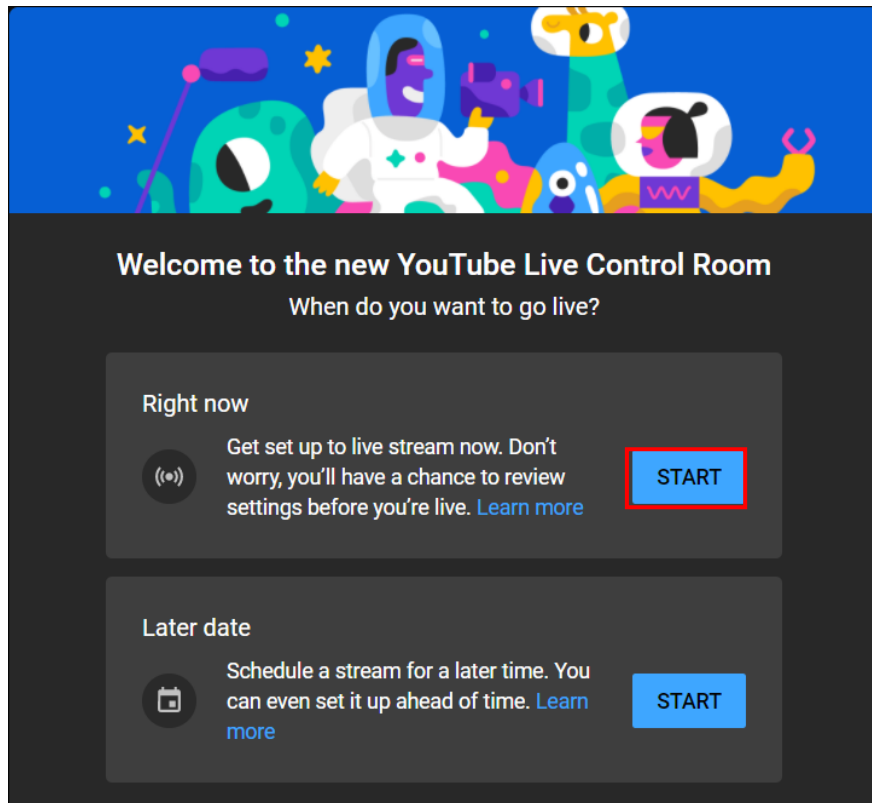 Welcome to the new YouTube Live Control Room
When do you want to go live?
Right now
Get set up to live stream now. Don't
worry, you'll have a chance to review
settings before you're live. Learn more
START
Later date
Schedule a stream for a later time. You
can even set it up ahead of time. Learn
more
START